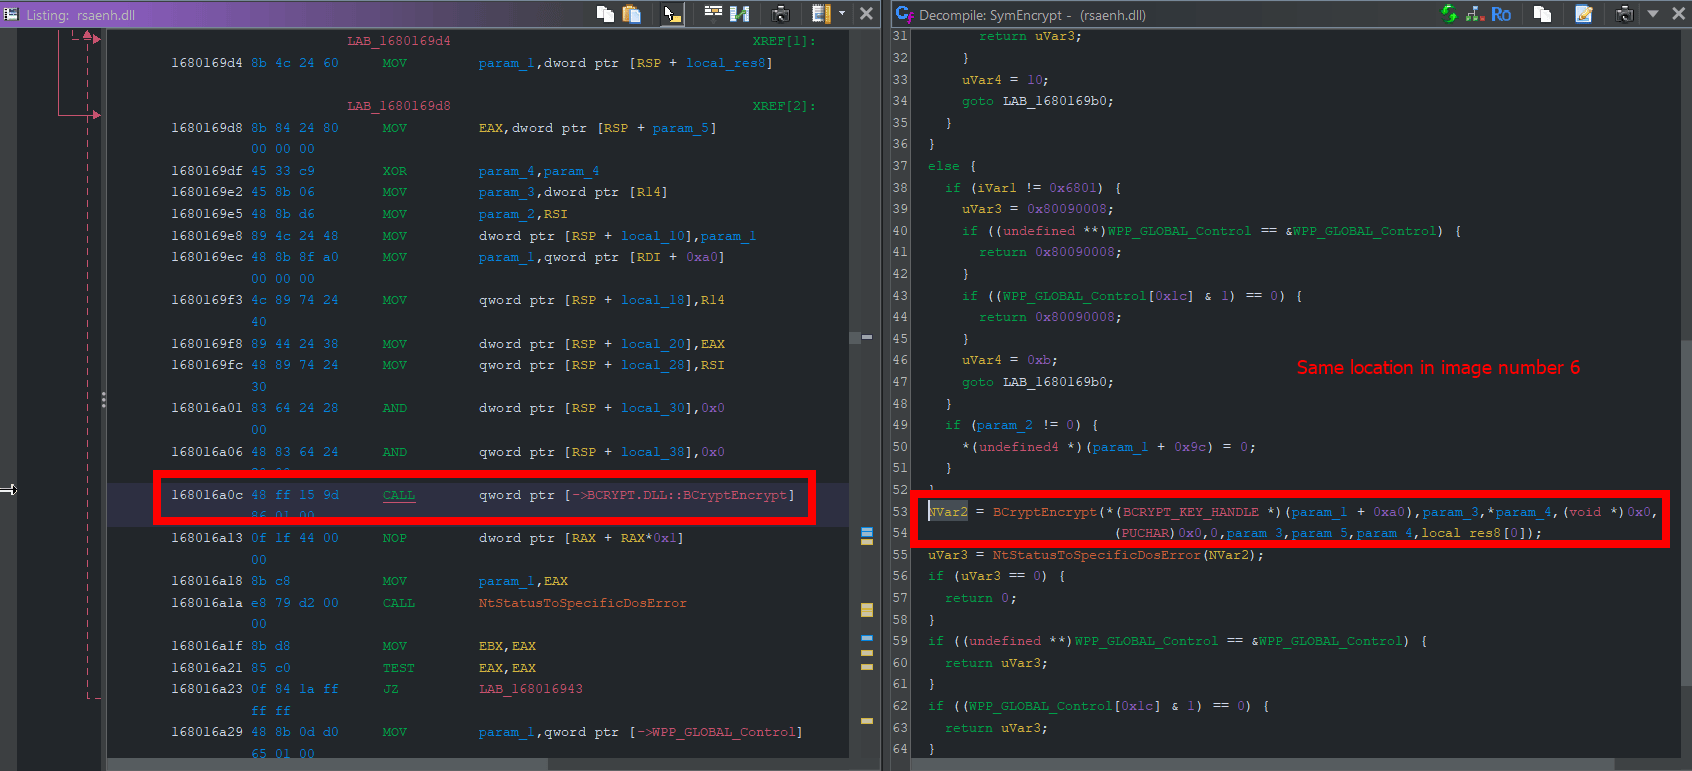 Listing: rsaenh.dll
LAB_1680169d4 XREF[1]:
1680169d4 8b 4c 24 60 MOV param_1,dword ptr [RSP + local_res8]
LAB_1680169d8 XREF[2]:
1680169d8 8b 84 24 80 MOV EAX,dword ptr [RSP + param_5]
00 00 00
1680169df 45 33 c9 XOR param_4,param_4
1680169e2 45 8b 06 MOV param_3,dword ptr [R14]
1680169e5 48 8b d6 MOV param_2,RSI
1680169e8 89 4c 24 48 MOV dword ptr [RSP + local_10],param_1
1680169ec 48 8b 8f a0 MOV param_1,qword ptr [RDI + 0xa0]
00 00 00
1680169f3 4c 89 74 24 MOV qword ptr [RSP + local_18],R14
40
1680169f8 89 44 24 38 MOV dword ptr [RSP + local_20],EAX
1680169fc 48 89 74 24 MOV qword ptr [RSP + local_28],RSI
30
168016a01 83 64 24 28 AND dword ptr [RSP + local_30],0x0
00
168016a06 48 83 64 24 AND qword ptr [RSP + local_38],0x0
168016a0c 48 ff 15 9d CALL qword ptr [->BCRYPT.DLL::BCryptEncrypt]
86 01 00
168016a13 0f 1f 44 00 NOP dword ptr [RAX + RAX*0x1]
00
168016a18 8b c8 MOV param_1,EAX
168016a1a e8 79 d2 00 CALL NtStatusToSpecificDosError
00
168016a1f 8b d8 MOV EBX,EAX
168016a21 85 c0 TEST EAX,EAX
168016a23 0f 84 1a ff JZ LAB_168016943
ff ff
168016a29 48 8b 0d d0 MOV param_1,qword ptr [->WPP_GLOBAL_Control]
65 01 00
Decompile: SymEncrypt - (rsaenh.dll)
Ro
31 return uVar3;
32 }
33 uVar4 = 10;
34 goto LAB_1680169b0;
35 }
36 }
37 else {
38 if (iVar1 != 0x6801) {
39 uVar3 = 0x80090008;
40 if ((undefined **)WPP_GLOBAL_Control == &WPP_GLOBAL_Control) {
41 return 0x80090008;
42 }
43 if ((WPP_GLOBAL_Control[0x1c] & 1) == 0) {
44 return 0x80090008;
45 }
46 uVar4 = 0xb;
47 goto LAB_1680169b0;
48 }
49 if (param_2 != 0) {
50 *(undefined4 *)(param_1 + 0x9c) = 0;
51 }
52 }
53 NVar2 = BCryptEncrypt(*(BCRYPT_KEY_HANDLE *)(param_1 + 0xa0),param_3,*param_4,(void *)0x0,
54 (PUCHAR)0x0,0,param_3,param_5,param_4,local_res8[0]);
55 uVar3 = NtStatusToSpecificDosError(NVar2);
56 if (uVar3 == 0) {
57 return 0;
58 }
59 if ((undefined **)WPP_GLOBAL_Control == &WPP_GLOBAL_Control) {
60 return uVar3;
61 }
62 if ((WPP_GLOBAL_Control[0x1c] & 1) == 0) {
63 return uVar3;
64 }
Same location in image number 6